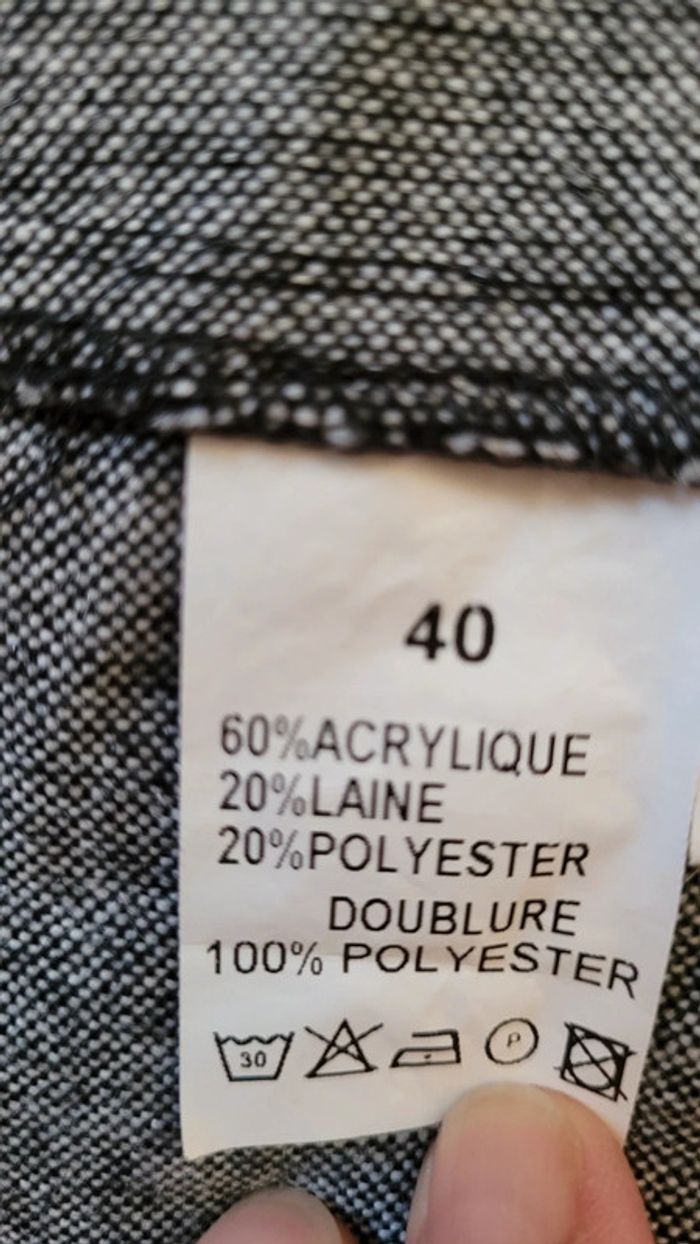 40
60%ACRYLIQUE
20%LAINE
20%POLYESTER
DOUBLURE
100% POLYESTER
30 P